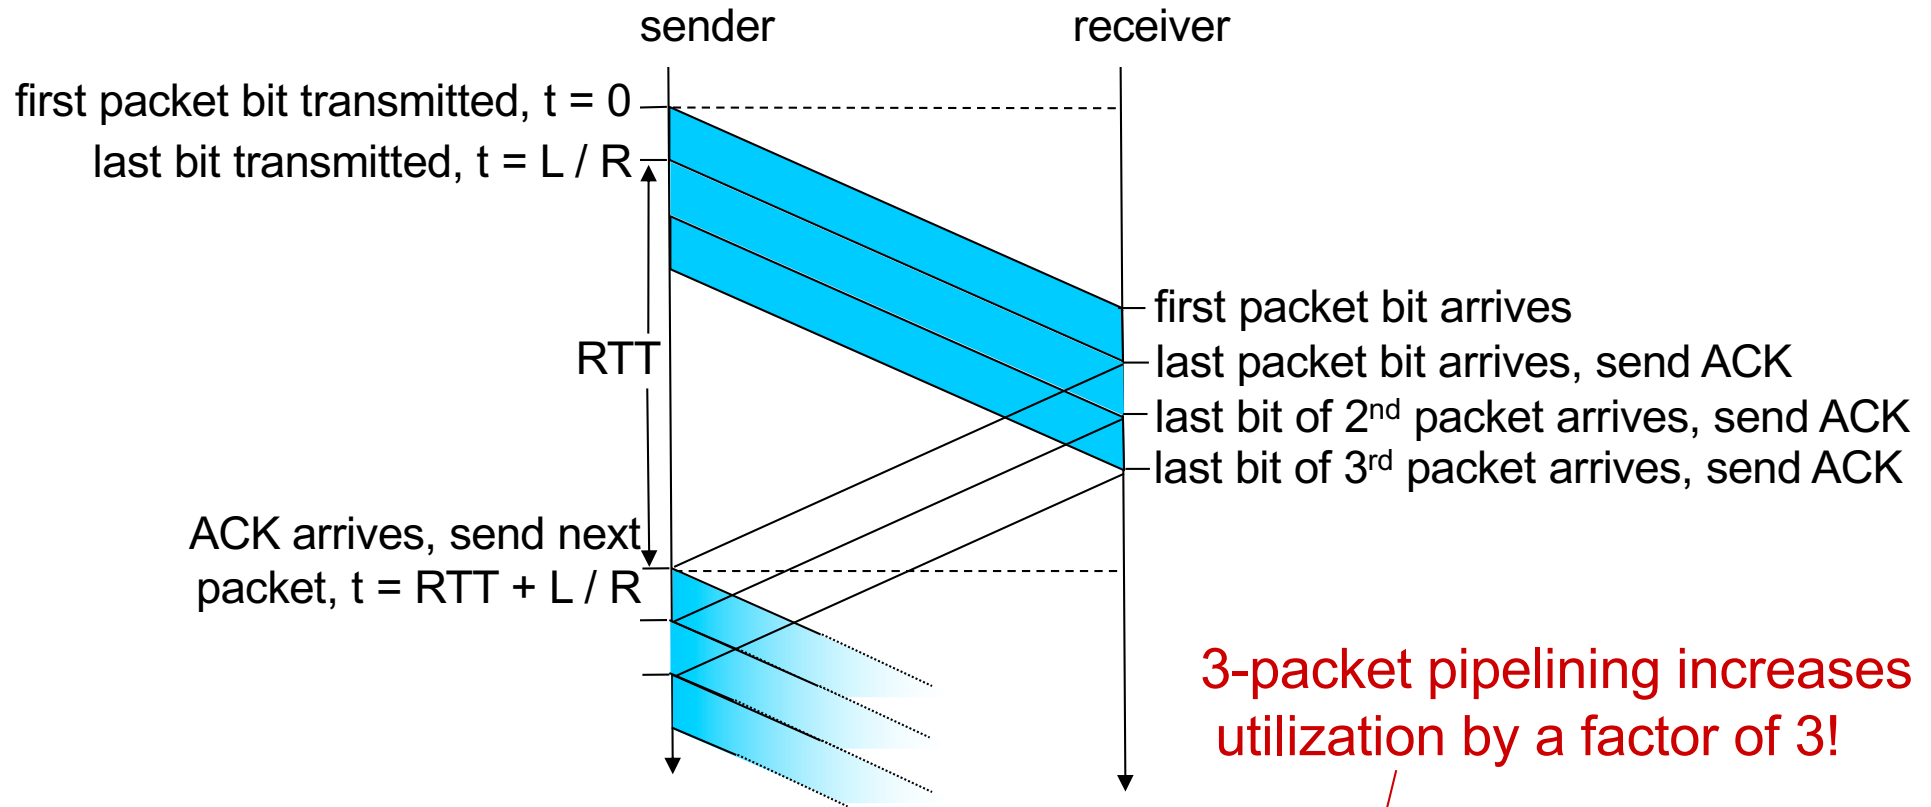 sender
receiver
first packet bit transmitted, t = 0
last bit transmitted, t = L / R
first packet bit arrives
RTT
last packet bit arrives, send ACK
last bit of 2nd packet arrives, send ACK
last bit of 3rd packet arrives, send ACK
ACK arrives, send next
packet, t = RTT + L / R
3-packet pipelining increases
utilization by a factor of 3!